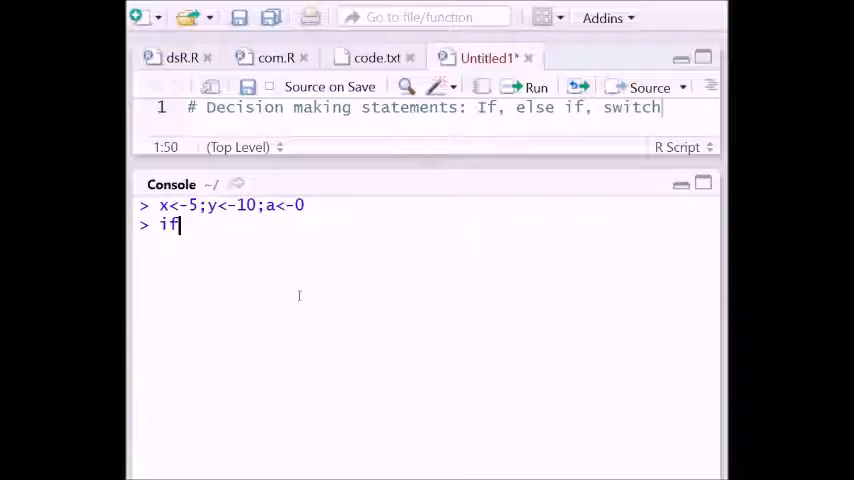 Go to file/function Addins
dsR.R com.R code.txt Untitled1*
Source on Save Run Source
1 # Decision making statements: If, else if, switch
1:50 (Top Level) R Script
Console ~/
> x<-5;y<-10;a<-0
> if